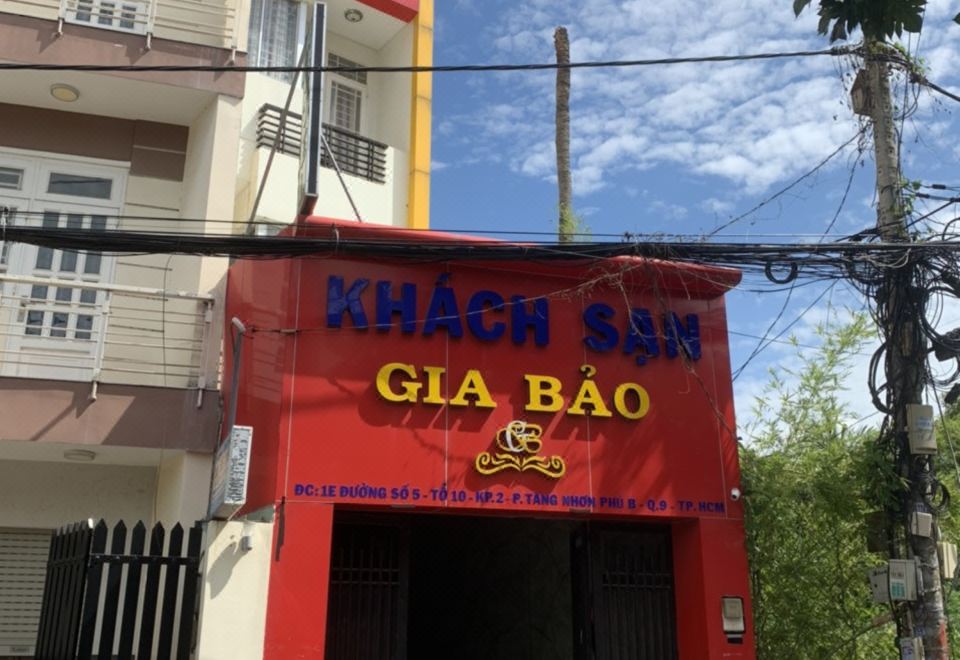 KHÁCH SẠN
GIA BẢO
ĐC:1E ĐƯỜNG SỐ 5 - TỔ 10 - KP.2 - P.TĂNG NHƠN PHÚ B - Q.9 - TP.HCM